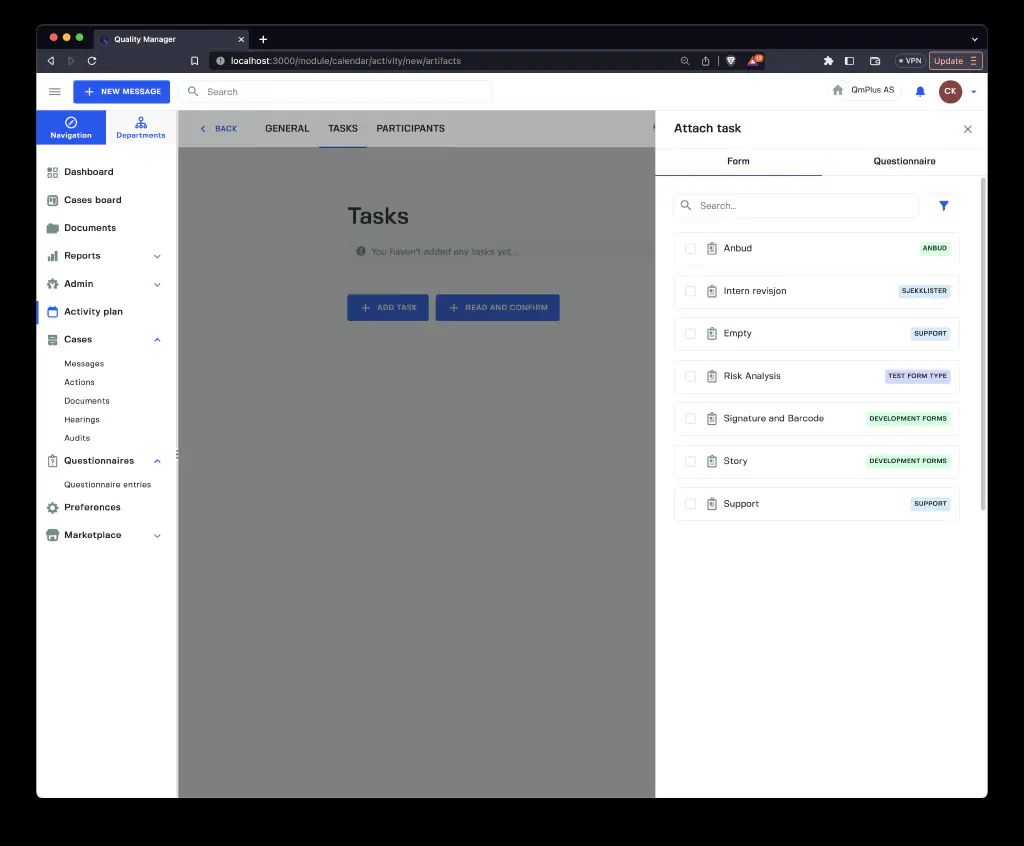 Quality Manager
localhost:3000/module/calendar/activity/new/artifacts
VPN
Update
NEW MESSAGE
Search
QmPlus AS
CK
Navigation
Departments
BACK
GENERAL
TASKS
PARTICIPANTS
Dashboard
Cases board
Documents
Reports
Admin
Activity plan
Cases
Messages
Actions
Documents
Hearings
Audits
Questionnaires
Questionnaire entries
Preferences
Marketplace
Tasks
You haven't added any tasks yet...
ADD TASK
READ AND CONFIRM
Attach task
Form
Questionnaire
Search...
Anbud
ANBUD
Intern revisjon
SJEKKLISTER
Empty
SUPPORT
Risk Analysis
TEST FORM TYPE
Signature and Barcode
DEVELOPMENT FORMS
Story
DEVELOPMENT FORMS
Support
SUPPORT